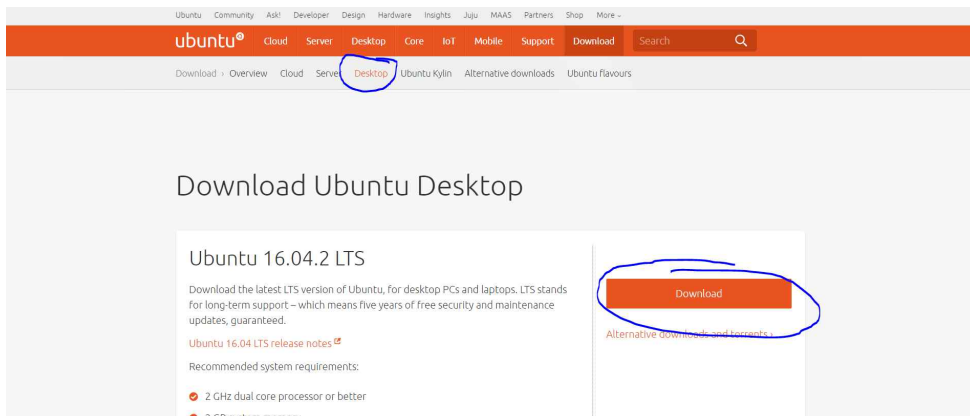 Ubuntu Community Ask! Developer Design Hardware Insights Juju MAAS Partners Shop More
ubuntu® Cloud Server Desktop Core IoT Mobile Support Download Search
Download › Overview Cloud Server Desktop Ubuntu Kylin Alternative downloads Ubuntu flavours
Download Ubuntu Desktop
Ubuntu 16.04.2 LTS
Download the latest LTS version of Ubuntu, for desktop PCs and laptops. LTS stands
for long-term support – which means five years of free security and maintenance
updates, guaranteed.
Ubuntu 16.04 LTS release notes
Recommended system requirements:
2 GHz dual core processor or better
Download
Alternative downloads and torrents ›